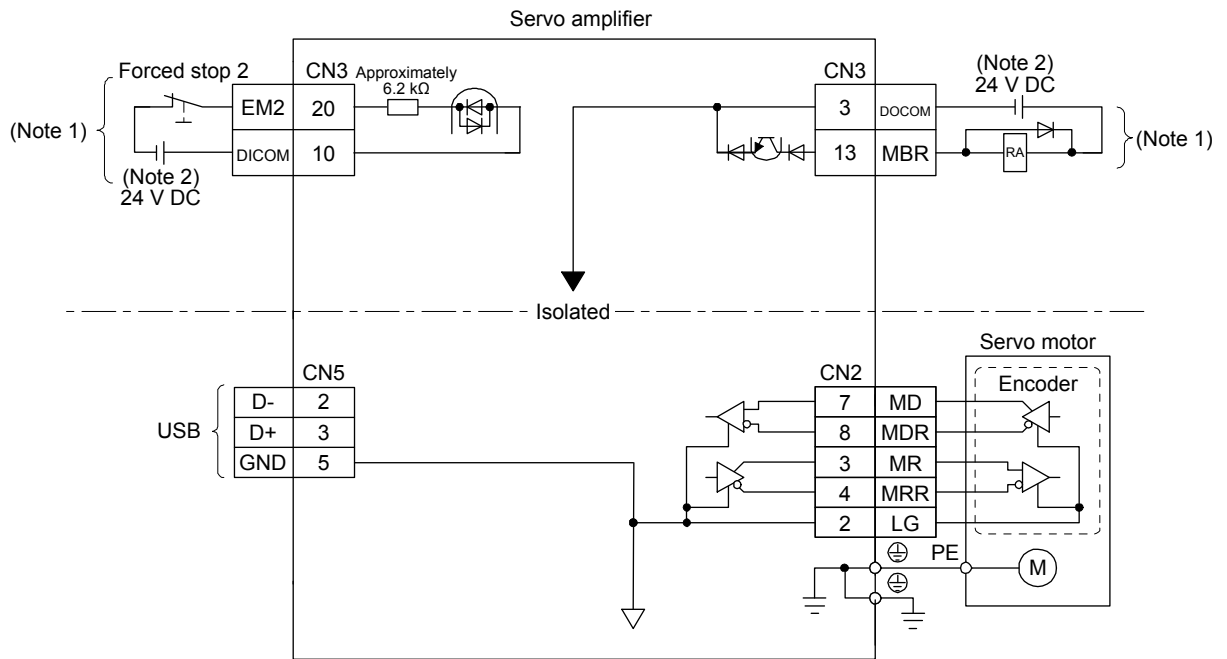 Servo amplifier
Forced stop 2
(Note 1)
(Note 2)
24 V DC
CN3
EM2 20
DICOM 10
Approximately
6.2 kΩ
CN3
3 DOCOM
13 MBR
(Note 2)
24 V DC
RA
(Note 1)
Isolated
USB
CN5
D- 2
D+ 3
GND 5
CN2
7 MD
8 MDR
3 MR
4 MRR
2 LG
PE
Servo motor
Encoder
M